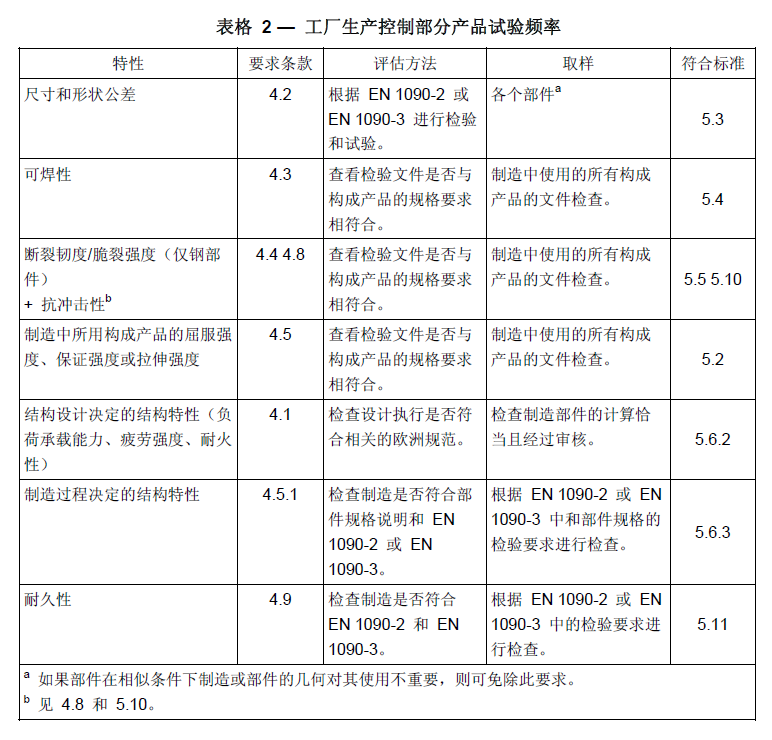 表格 2 — 工厂生产控制部分产品试验频率
特性 要求条款 评估方法 取样 符合标准
尺寸和形状公差 4.2 根据 EN 1090-2 或 EN 1090-3 进行检验和试验。 各个部件a 5.3
可焊性 4.3 查看检验文件是否与构成产品的规格要求相符合。 制造中使用的所有构成产品的文件检查。 5.4
断裂韧度/脆裂强度（仅钢部件） + 抗冲击性b 4.4 4.8 查看检验文件是否与构成产品的规格要求相符合。 制造中使用的所有构成产品的文件检查。 5.5 5.10
制造中所用构成产品的屈服强度、保证强度或拉伸强度 4.5 查看检验文件是否与构成产品的规格要求相符合。 制造中使用的所有构成产品的文件检查。 5.2
结构设计决定的结构特性（负荷承载能力、疲劳强度、耐火性） 4.1 检查设计执行是否符合相关的欧洲规范。 检查制造部件的计算恰当且经过审核。 5.6.2
制造过程决定的结构特性 4.5.1 检查制造是否符合部件规格说明和 EN 1090-2 或 EN 1090-3。 根据 EN 1090-2 或 EN 1090-3 中和部件规格的检验要求进行检查。 5.6.3
耐久性 4.9 检查制造是否符合 EN 1090-2 和 EN 1090-3。 根据 EN 1090-2 或 EN 1090-3 中的检验要求进行检查。 5.11
a 如果部件在相似条件下制造或部件的几何对其使用不重要，则可免除此要求。
b 见 4.8 和 5.10。